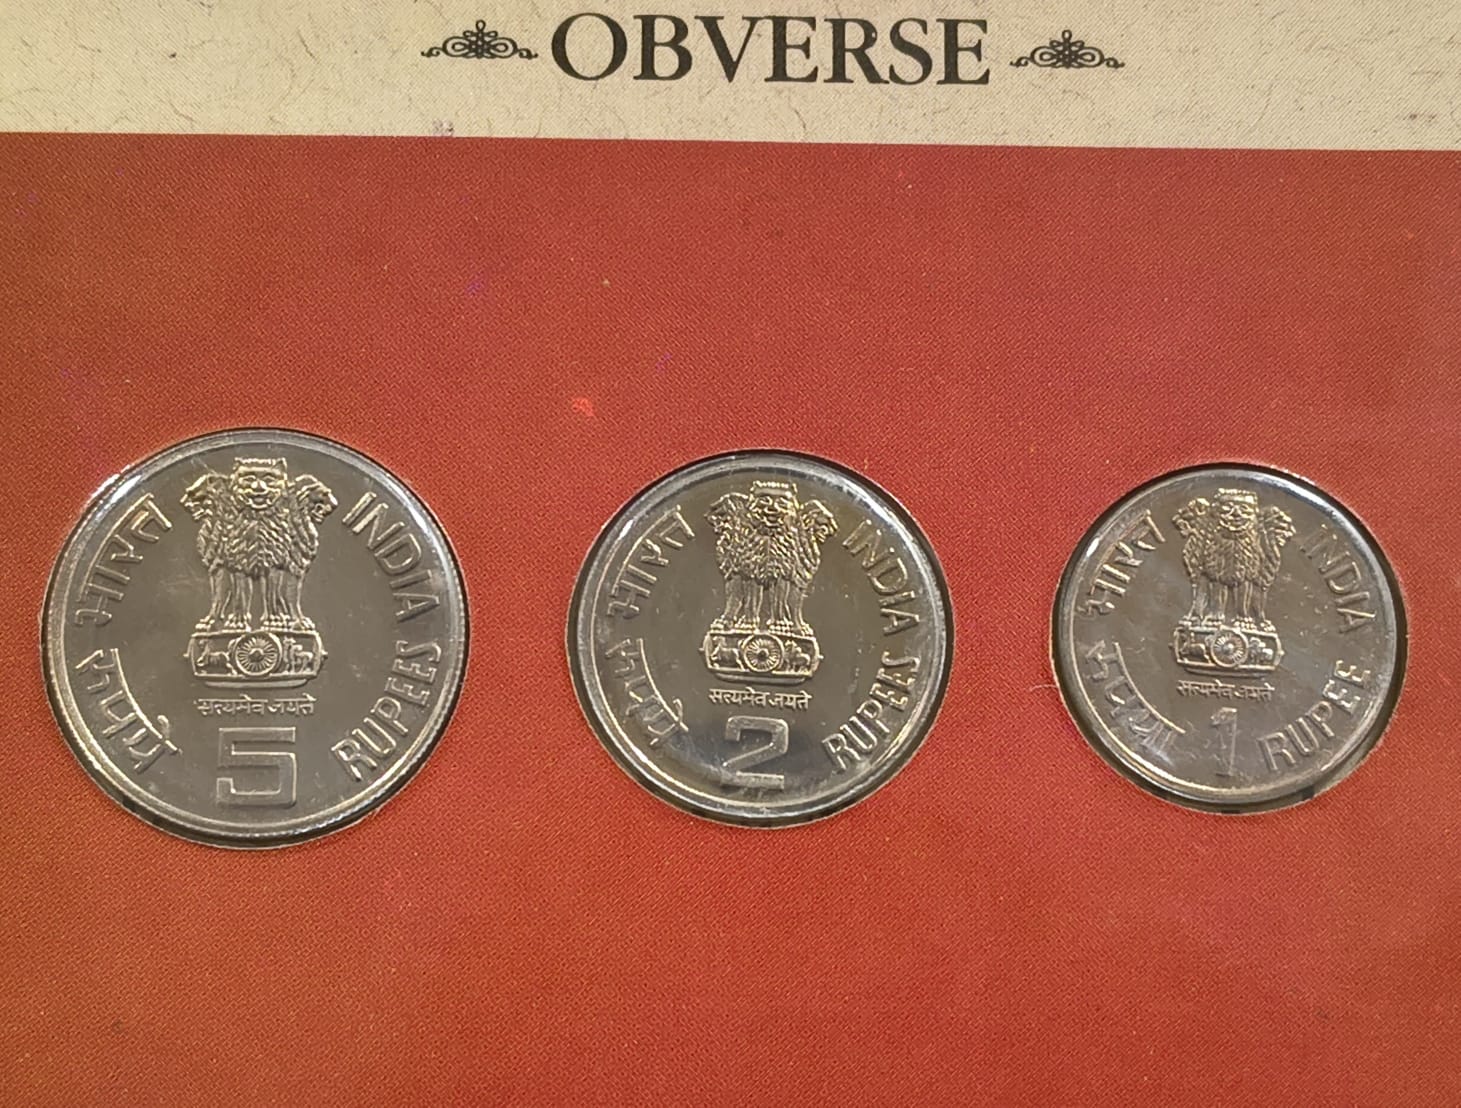 OBVERSE
भारत INDIA
रूपये RUPEES
सत्यमेव जयते
5
भारत INDIA
रूपये RUPEES
सत्यमेव जयते
2
भारत INDIA
रूपया RUPEE
सत्यमेव जयते
1